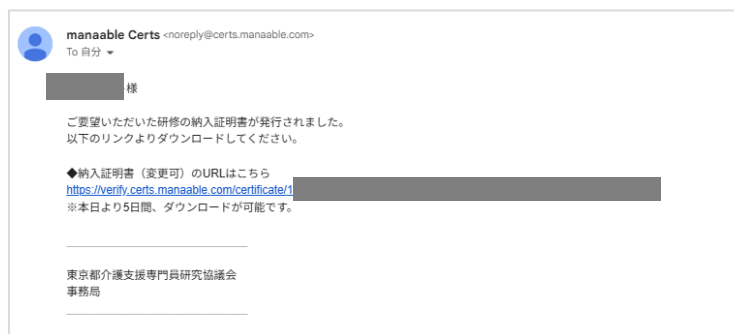 manaable Certs <noreply@certs.manaable.com>
To 自分
様
ご要望いただいた研修の納入証明書が発行されました。
以下のリンクよりダウンロードしてください。
◆納入証明書（変更可）のURLはこちら
https://verify.certs.manaable.com/certificate/1
※本日より5日間、ダウンロードが可能です。
東京都介護支援専門員研究協議会
事務局